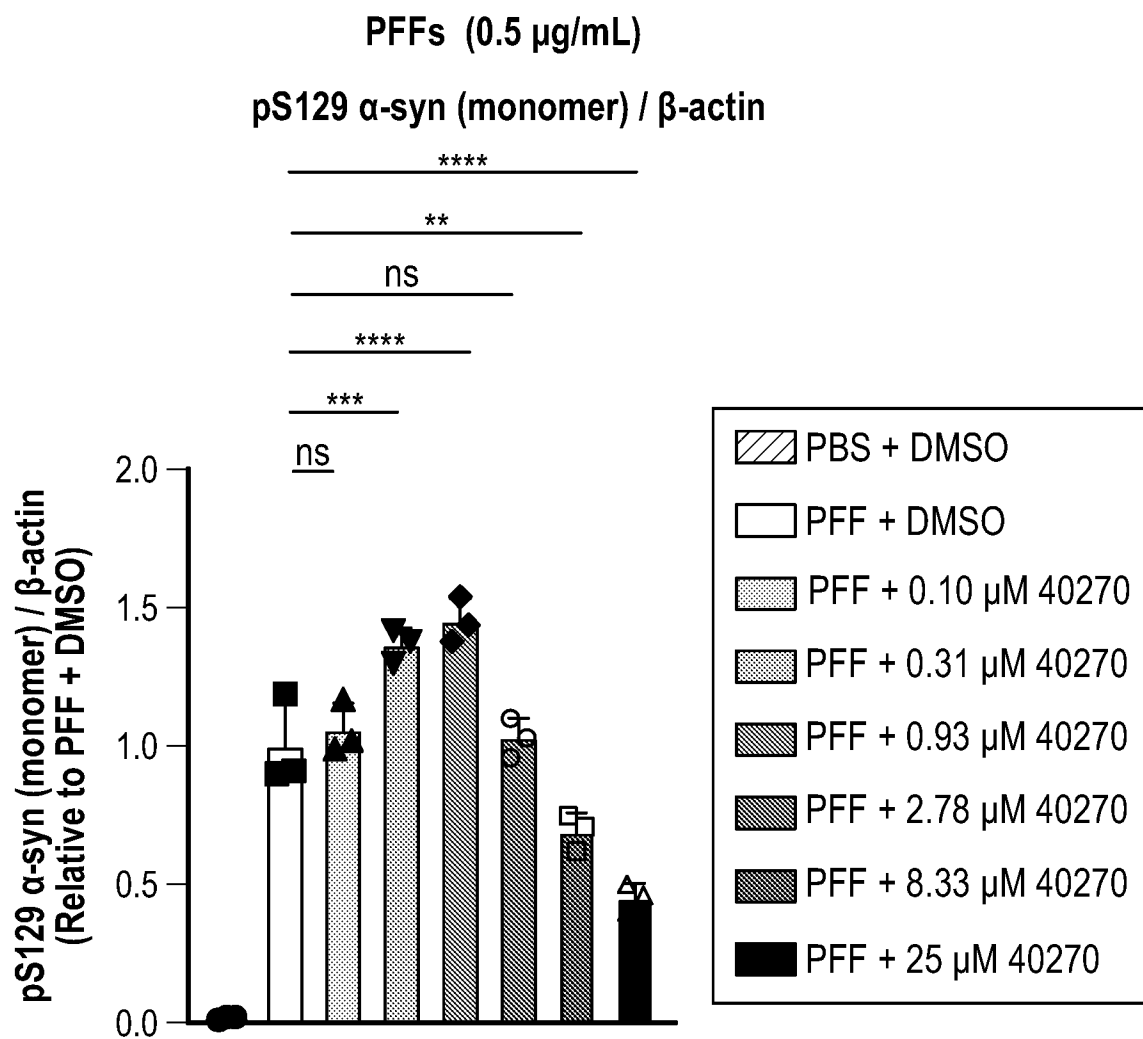 PFFs (0.5 µg/mL)
pS129 α-syn (monomer) / β-actin
****
**
ns
****
***
ns
pS129 α-syn (monomer) / β-actin
(Relative to PFF + DMSO)
2.0
1.5
1.0
0.5
0.0
PBS + DMSO
PFF + DMSO
PFF + 0.10 µM 40270
PFF + 0.31 µM 40270
PFF + 0.93 µM 40270
PFF + 2.78 µM 40270
PFF + 8.33 µM 40270
PFF + 25 µM 40270